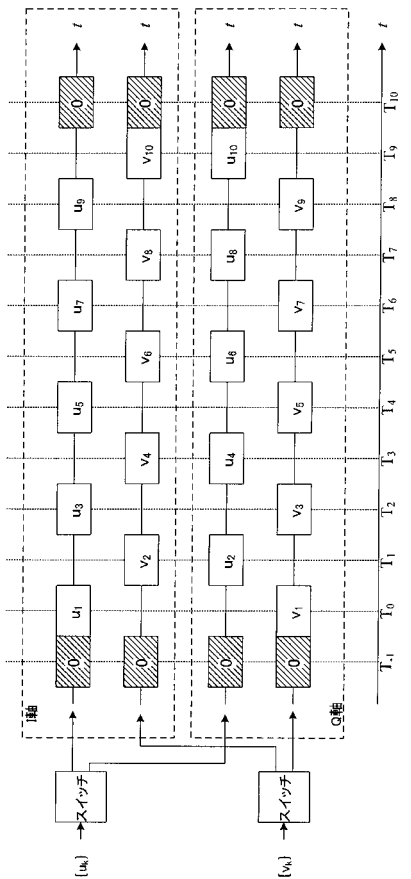 I軸
0 u1 u3 u5 u7 u9 0 t
0 v2 v4 v6 v8 v10 0 t
0 u2 u4 u6 u8 u10 0 t
0 v1 v3 v5 v7 v9 0 t
Q軸
T-1 T0 T1 T2 T3 T4 T5 T6 T7 T8 T9 T10 t
{uk} スイッチ
{vk} スイッチ